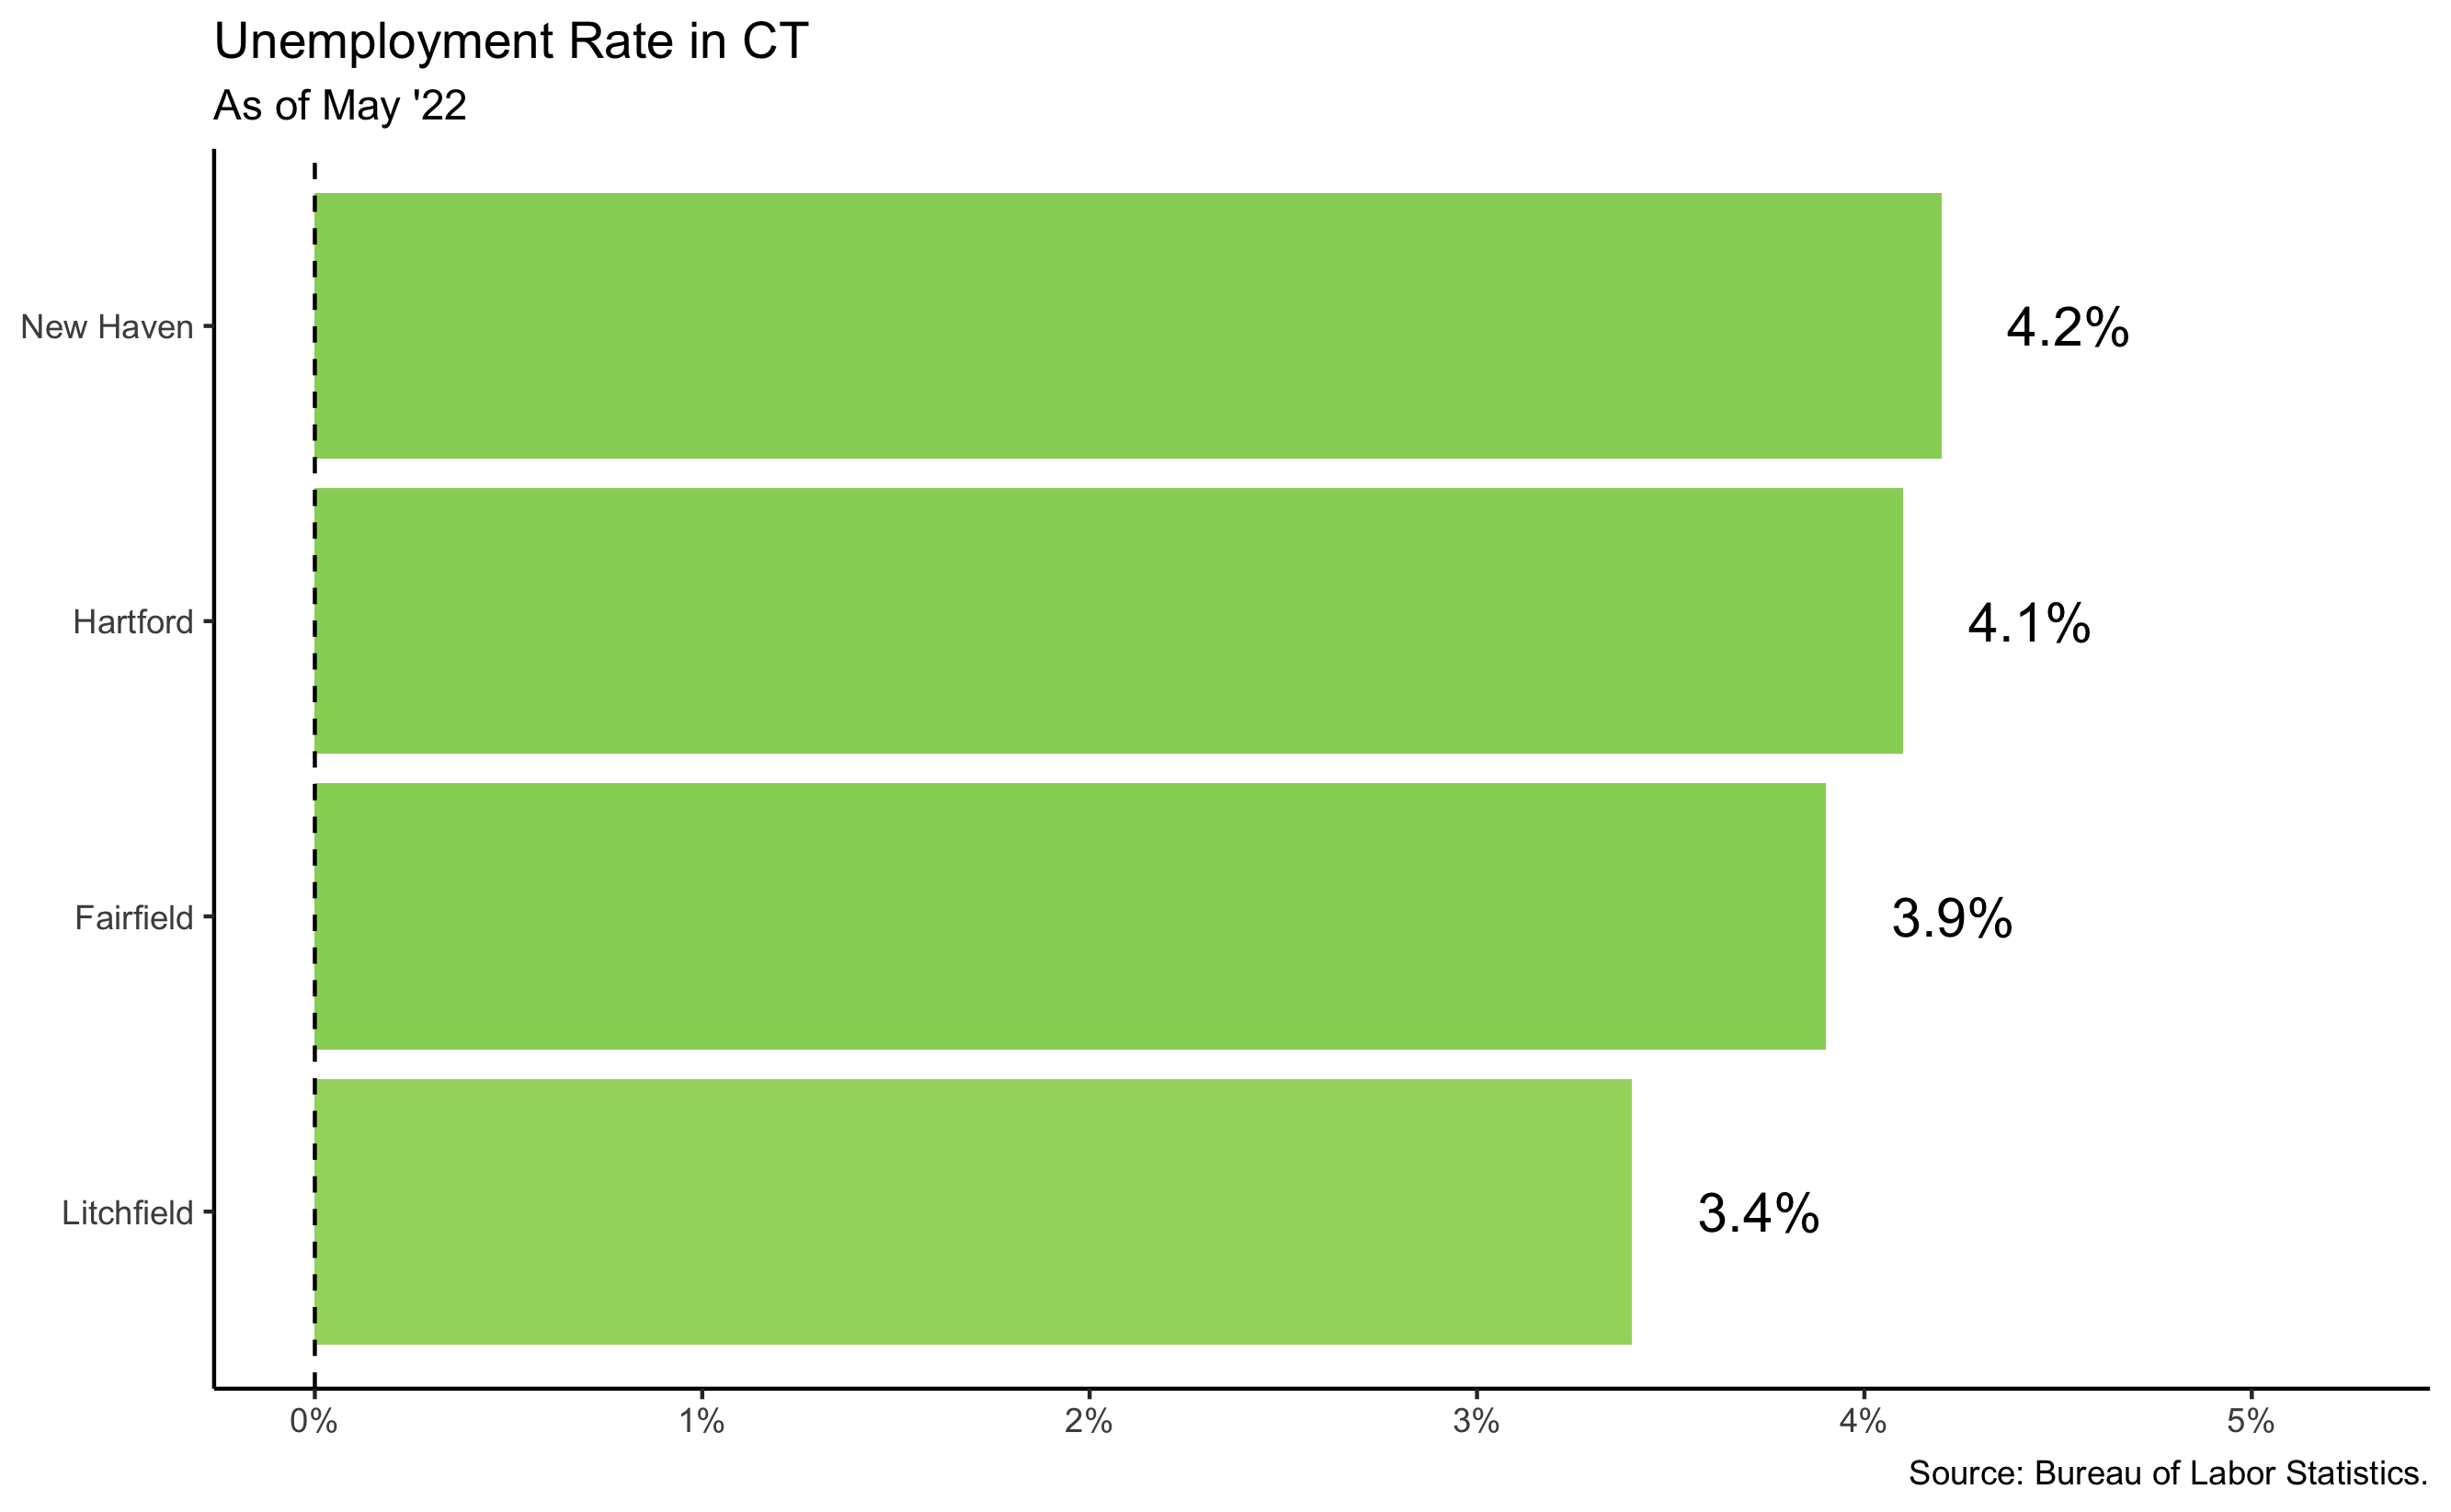 Unemployment Rate in CT
As of May '22
New Haven
4.2%
Hartford
4.1%
Fairfield
3.9%
Litchfield
3.4%
0% 1% 2% 3% 4% 5%
Source: Bureau of Labor Statistics.